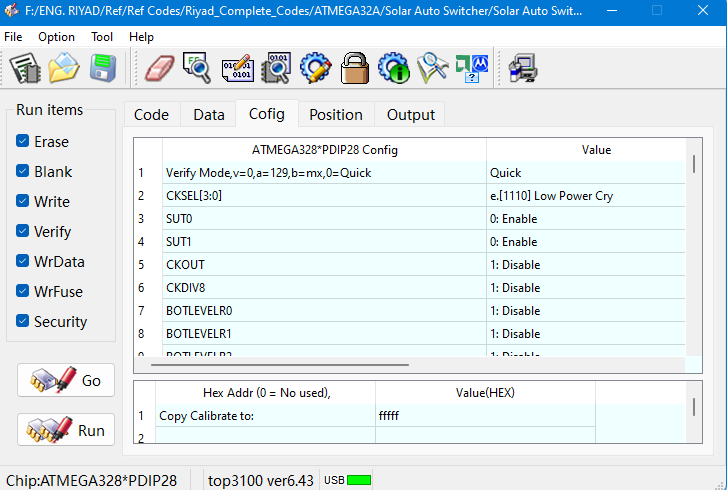 F:/ENG. RIYAD/Ref/Ref Codes/Riyad_Complete_Codes/ATMEGA32A/Solar Auto Switcher/Solar Auto Swit...
File Option Tool Help
Run items
Erase
Blank
Write
Verify
WrData
WrFuse
Security
Go
Run
Code Data Cofig Position Output
ATMEGA328*PDIP28 Config Value
1 Verify Mode,v=0,a=129,b=mx,0=Quick Quick
2 CKSEL[3:0] e.[1110] Low Power Cry
3 SUT0 0: Enable
4 SUT1 0: Enable
5 CKOUT 1: Disable
6 CKDIV8 1: Disable
7 BOTLEVELR0 1: Disable
8 BOTLEVELR1 1: Disable
9 BOTLEVELR2 1: Disable
Hex Addr (0 = No used), Value(HEX)
1 Copy Calibrate to: fffff
2
Chip:ATMEGA328*PDIP28 top3100 ver6.43 USB